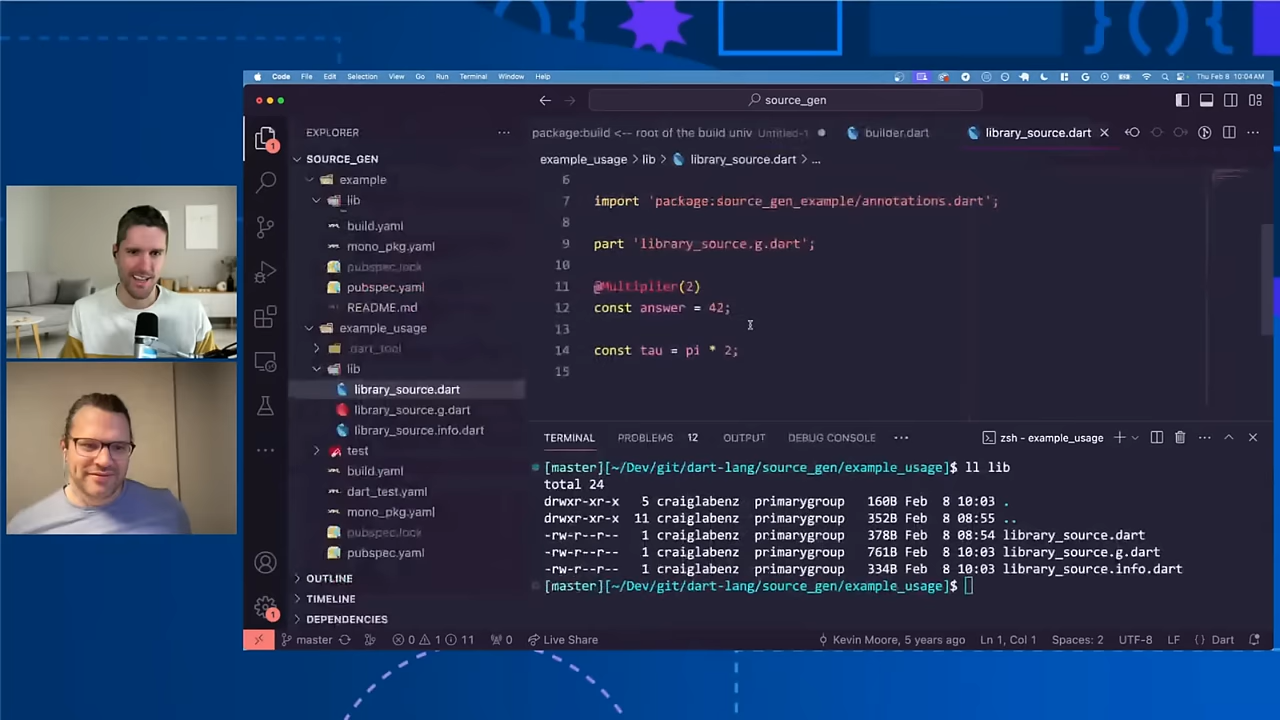 Code File Edit Selection View Go Run Terminal Window Help Thu Feb 8 10:04 AM
source_gen
EXPLORER
SOURCE_GEN
example
lib
build.yaml
mono_pkg.yaml
pubspec.lock
pubspec.yaml
README.md
example_usage
.dart_tool
lib
library_source.dart
library_source.g.dart
library_source.info.dart
test
build.yaml
dart_test.yaml
mono_pkg.yaml
pubspec.lock
pubspec.yaml
OUTLINE
TIMELINE
DEPENDENCIES
package:build <-- root of the build univ Untitled-1 builder.dart library_source.dart
example_usage > lib > library_source.dart > ...
6
7 import 'package:source_gen_example/annotations.dart';
8
9 part 'library_source.g.dart';
10
11 @Multiplier(2)
12 const answer = 42;
13
14 const tau = pi * 2;
15
TERMINAL PROBLEMS 12 OUTPUT DEBUG CONSOLE ... zsh - example_usage
[master][~/Dev/git/dart-lang/source_gen/example_usage]$ ll lib
total 24
drwxr-xr-x 5 craiglabenz primarygroup 160B Feb 8 10:03 .
drwxr-xr-x 11 craiglabenz primarygroup 352B Feb 8 08:55 ..
-rw-r--r-- 1 craiglabenz primarygroup 378B Feb 8 08:54 library_source.dart
-rw-r--r-- 1 craiglabenz primarygroup 761B Feb 8 10:03 library_source.g.dart
-rw-r--r-- 1 craiglabenz primarygroup 334B Feb 8 10:03 library_source.info.dart
[master][~/Dev/git/dart-lang/source_gen/example_usage]$
1
1
master 0 1 11 0 Live Share Kevin Moore, 5 years ago Ln 1, Col 1 Spaces: 2 UTF-8 LF { } Dart